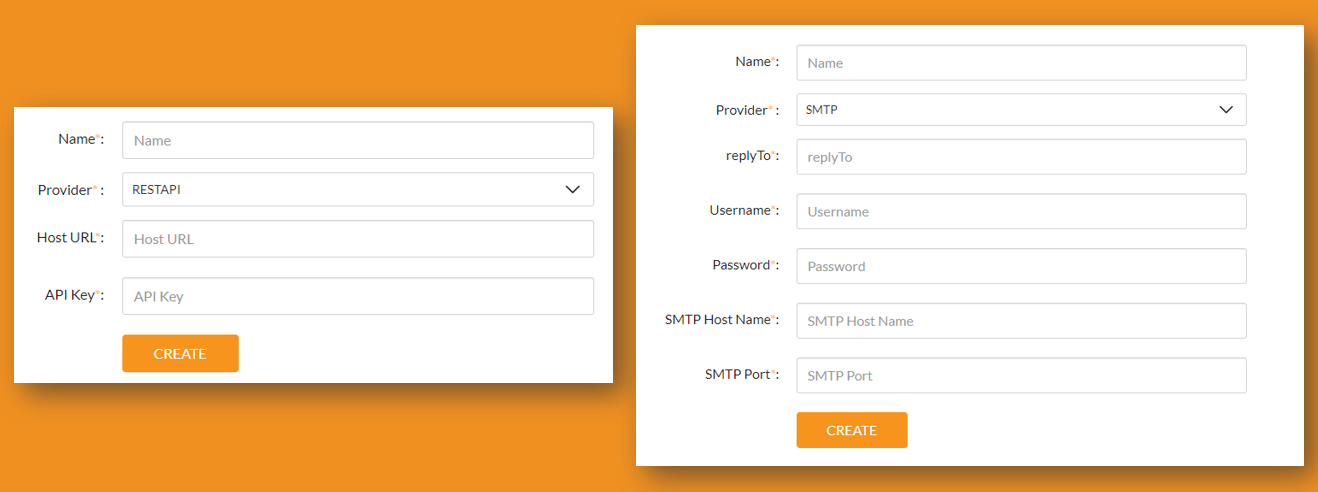 Name*: Name
Provider*: RESTAPI
Host URL*: Host URL
API Key*: API Key
CREATE
Name*: Name
Provider*: SMTP
replyTo*: replyTo
Username*: Username
Password*: Password
SMTP Host Name*: SMTP Host Name
SMTP Port*: SMTP Port
CREATE